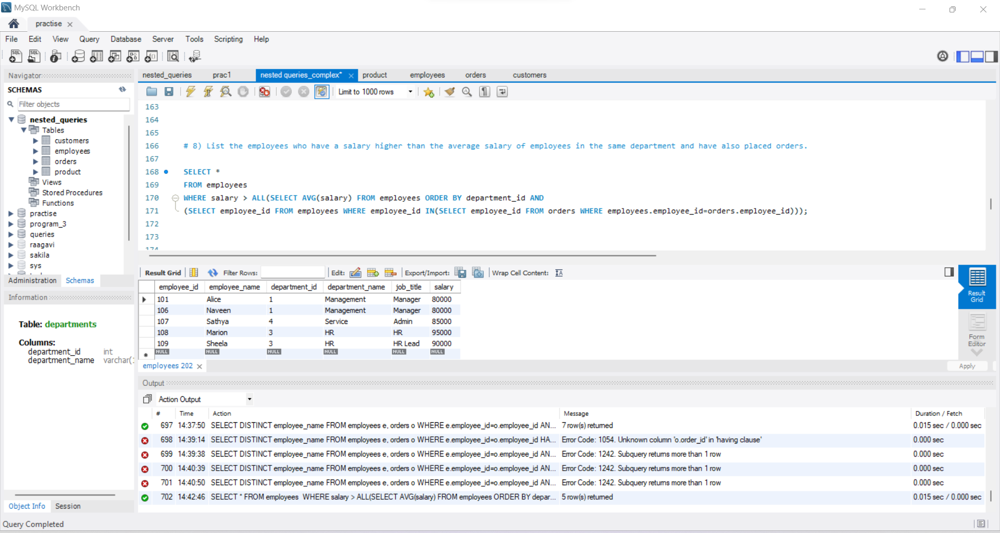 MySQL Workbench
practise
File Edit View Query Database Server Tools Scripting Help
Navigator
SCHEMAS
Filter objects
nested_queries
Tables
customers
employees
orders
product
Views
Stored Procedures
Functions
practise
program_3
queries
raagavi
sakila
sys
Administration Schemas
Information
Table: departments
Columns:
department_id int
department_name varchar(
Object Info Session
nested_queries prac1 nested queries_complex* product employees orders customers
Limit to 1000 rows
163
164
165
166 # 8) List the employees who have a salary higher than the average salary of employees in the same department and have also placed orders.
167
168 SELECT *
169 FROM employees
170 WHERE salary > ALL(SELECT AVG(salary) FROM employees ORDER BY department_id AND
171 (SELECT employee_id FROM employees WHERE employee_id IN(SELECT employee_id FROM orders WHERE employees.employee_id=orders.employee_id)));
172
173
174
Result Grid Filter Rows: Edit: Export/Import: Wrap Cell Content:
employee_id employee_name department_id department_name job_title salary
101 Alice 1 Management Manager 80000
106 Naveen 1 Management Manager 80000
107 Sathya 4 Service Admin 85000
108 Marion 3 HR HR 95000
109 Sheela 3 HR HR Lead 90000
NULL NULL NULL NULL NULL NULL
Result Grid
Form Editor
employees 202
Apply
Output
Action Output
# Time Action Message Duration / Fetch
697 14:37:50 SELECT DISTINCT employee_name FROM employees e, orders o WHERE e.employee_id=o.employee_id AN... 7 row(s) returned 0.015 sec / 0.000 sec
698 14:39:14 SELECT DISTINCT employee_name FROM employees e, orders o WHERE e.employee_id=o.employee_id HA... Error Code: 1054. Unknown column 'o.order_id' in 'having clause' 0.000 sec
699 14:39:38 SELECT DISTINCT employee_name FROM employees e, orders o WHERE e.employee_id=o.employee_id AN... Error Code: 1242. Subquery returns more than 1 row 0.000 sec
700 14:40:39 SELECT DISTINCT employee_name FROM employees e, orders o WHERE e.employee_id=o.employee_id AN... Error Code: 1242. Subquery returns more than 1 row 0.000 sec
701 14:40:50 SELECT DISTINCT employee_name FROM employees e, orders o WHERE e.employee_id=o.employee_id AN... Error Code: 1242. Subquery returns more than 1 row 0.000 sec
702 14:42:46 SELECT * FROM employees WHERE salary > ALL(SELECT AVG(salary) FROM employees ORDER BY depar... 5 row(s) returned 0.015 sec / 0.000 sec
Query Completed